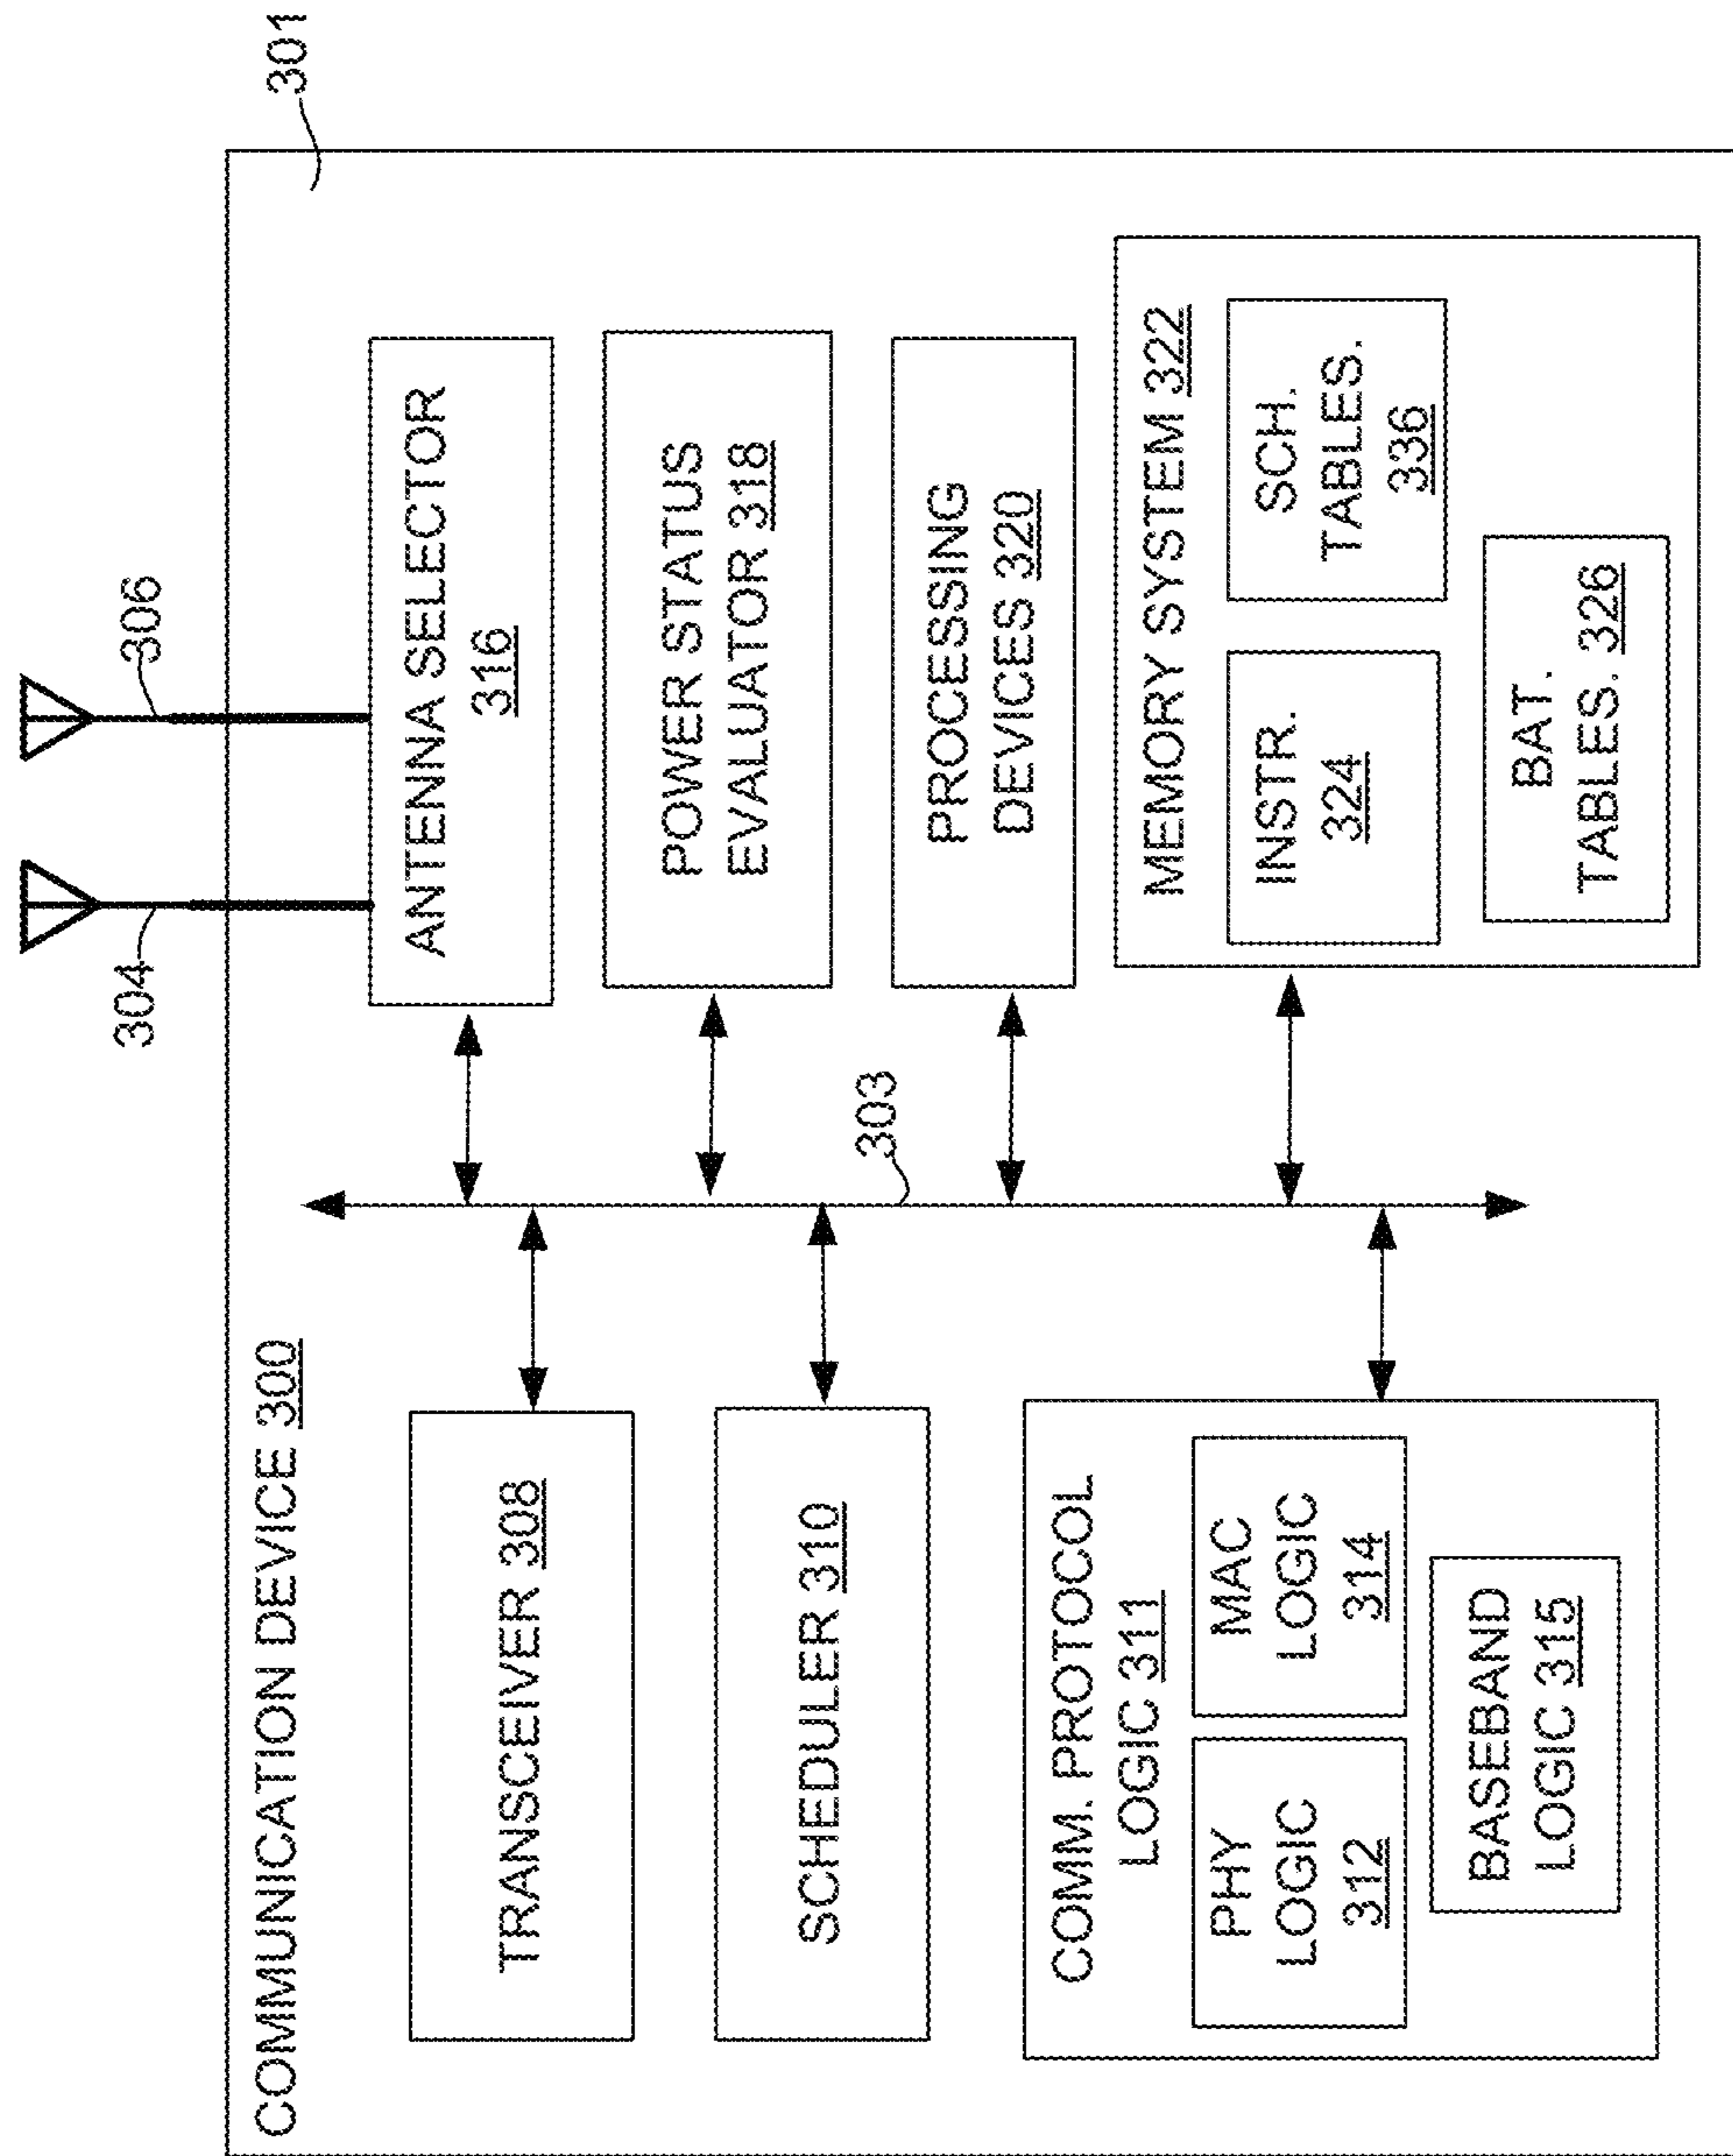 COMMUNICATION DEVICE 300
301
304
306
TRANSCEIVER 308
SCHEDULER 310
COMM. PROTOCOL
LOGIC 311
PHY
LOGIC
312
MAC
LOGIC
314
BASEBAND
LOGIC 315
303
ANTENNA SELECTOR
316
POWER STATUS
EVALUATOR 318
PROCESSING
DEVICES 320
MEMORY SYSTEM 322
INSTR.
324
SCH.
TABLES.
336
BAT.
TABLES. 326